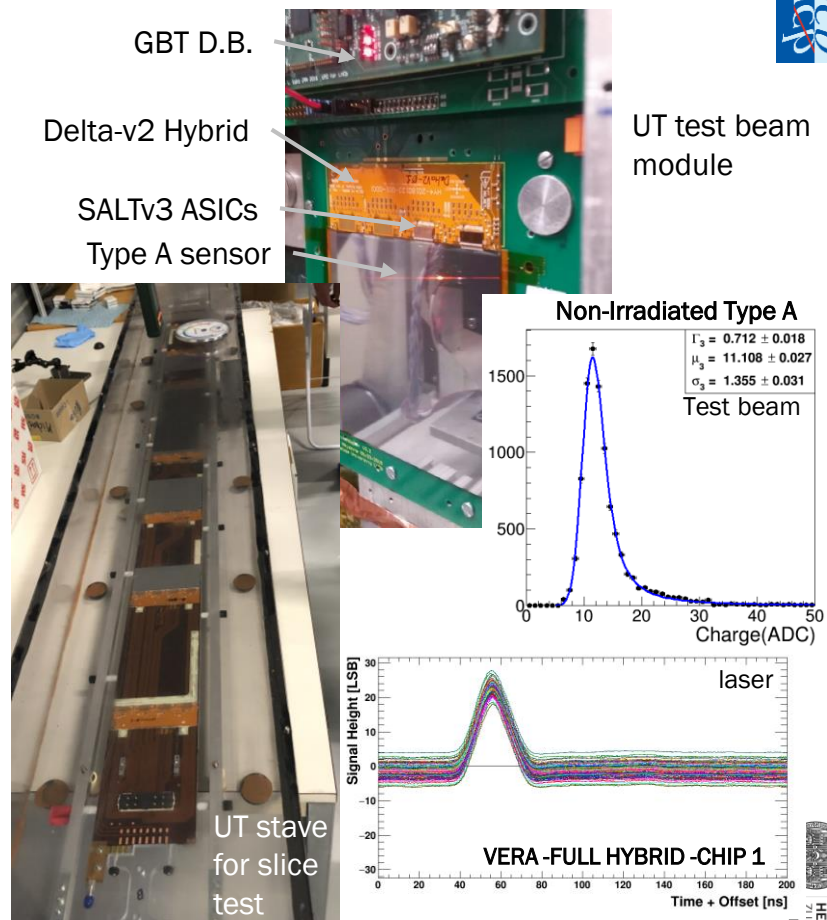 GBT D.B.
Delta-v2 Hybrid
SALTv3 ASICs
Type A sensor
UT test beam
module
Non-Irradiated Type A
Γ3 = 0.712 ± 0.018
μ3 = 11.108 ± 0.027
σ3 = 1.355 ± 0.031
Test beam
1500
1000
500
0
0 10 20 30 40 50
Charge(ADC)
UT stave
for slice
test
Signal Height [LSB]
30
20
10
0
−10
−20
−30
laser
VERA -FULL HYBRID -CHIP 1
0 20 40 60 80 100 120 140 160 180 200
Time + Offset [ns]